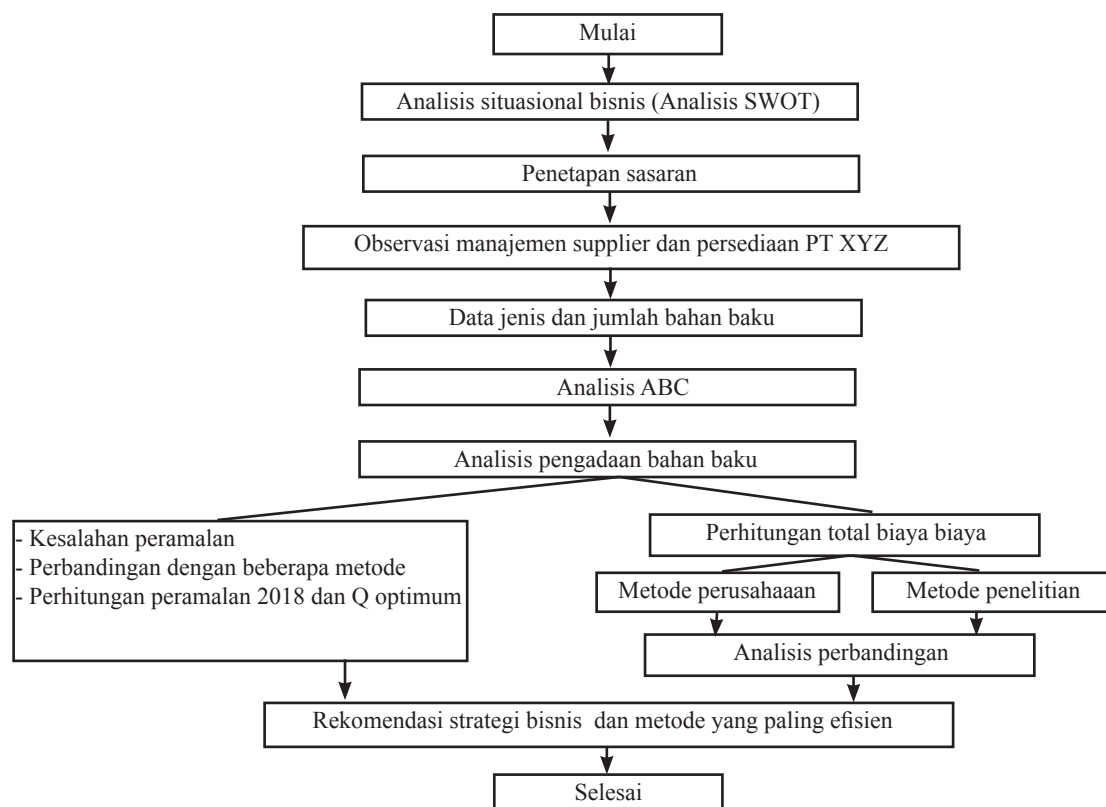 Mulai
Analisis situasional bisnis (Analisis SWOT)
Penetapan sasaran
Observasi manajemen supplier dan persediaan PT XYZ
Data jenis dan jumlah bahan baku
Analisis ABC
Analisis pengadaan bahan baku
- Kesalahan peramalan
- Perbandingan dengan beberapa metode
- Perhitungan peramalan 2018 dan Q optimum
Perhitungan total biaya biaya
Metode perusahaaan
Metode penelitian
Analisis perbandingan
Rekomendasi strategi bisnis dan metode yang paling efisien
Selesai